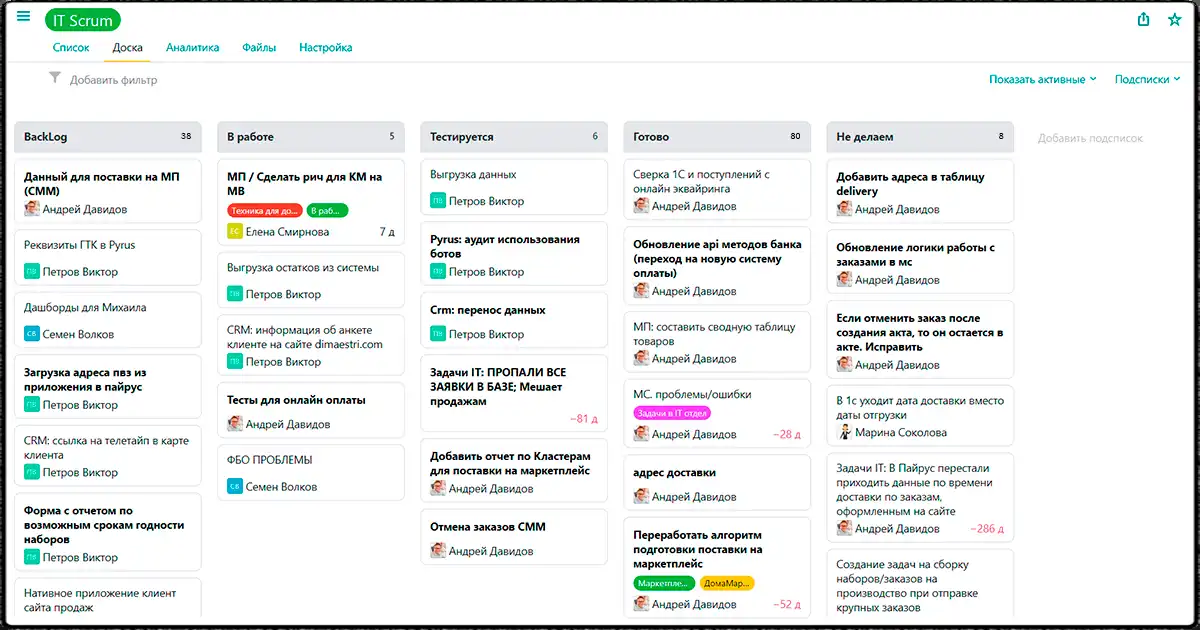 IT Scrum
Список Доска Аналитика Файлы Настройка
Добавить фильтр
Показать активные Подписки
BackLog 38
Данный для поставки на МП
(СММ)
Андрей Давидов
Реквизиты ГТК в Pyrus
ПВ Петров Виктор
Дашборды для Михаила
СВ Семен Волков
Загрузка адреса пвз из
приложения в пайрус
ПВ Петров Виктор
CRM: ссылка на телетайп в карте
клиента
ПВ Петров Виктор
Форма с отчетом по
возможным срокам годности
наборов
ПВ Петров Виктор
Нативное приложение клиент
сайта продаж
В работе 5
МП / Сделать рич для КМ на
МВ
Техника для до... В раб...
ЕС Елена Смирнова 7 д
Выгрузка остатков из системы
ПВ Петров Виктор
CRM: информация об анкете
клиенте на сайте dimaestri.com
ПВ Петров Виктор
Тесты для онлайн оплаты
Андрей Давидов
ФБО ПРОБЛЕМЫ
СВ Семен Волков
Тестируется 6
Выгрузка данных
ПВ Петров Виктор
Pyrus: аудит использования
ботов
ПВ Петров Виктор
Crm: перенос данных
ПВ Петров Виктор
Задачи IT: ПРОПАЛИ ВСЕ
ЗАЯВКИ В БАЗЕ; Мешает
продажам
−81 д
Добавить отчет по Кластерам
для поставки на маркетплейс
Андрей Давидов
Отмена заказов СММ
Андрей Давидов
Готово 80
Сверка 1С и поступлений с
онлайн эквайринга
Андрей Давидов
Обновление api методов банка
(переход на новую систему
оплаты)
Андрей Давидов
МП: составить сводную таблицу
товаров
Андрей Давидов
МС. проблемы/ошибки
Задачи в IT отдел
Андрей Давидов −28 д
адрес доставки
Андрей Давидов
Переработать алгоритм
подготовки поставки на
маркетплейс
Маркетпле... ДомаМар...
Андрей Давидов −52 д
Не делаем 8
Добавить адреса в таблицу
delivery
Андрей Давидов
Обновление логики работы с
заказами в мс
Андрей Давидов
Если отменить заказ после
создания акта, то он остается в
акте. Исправить
Андрей Давидов
В 1с уходит дата доставки вместо
даты отгрузки
Марина Соколова
Задачи IT: В Пайрус перестали
приходить данные по времени
доставки по заказам,
оформленным на сайте
Андрей Давидов −286 д
Создание задач на сборку
наборов/заказов на
производство при отправке
крупных заказов
Добавить подсписок